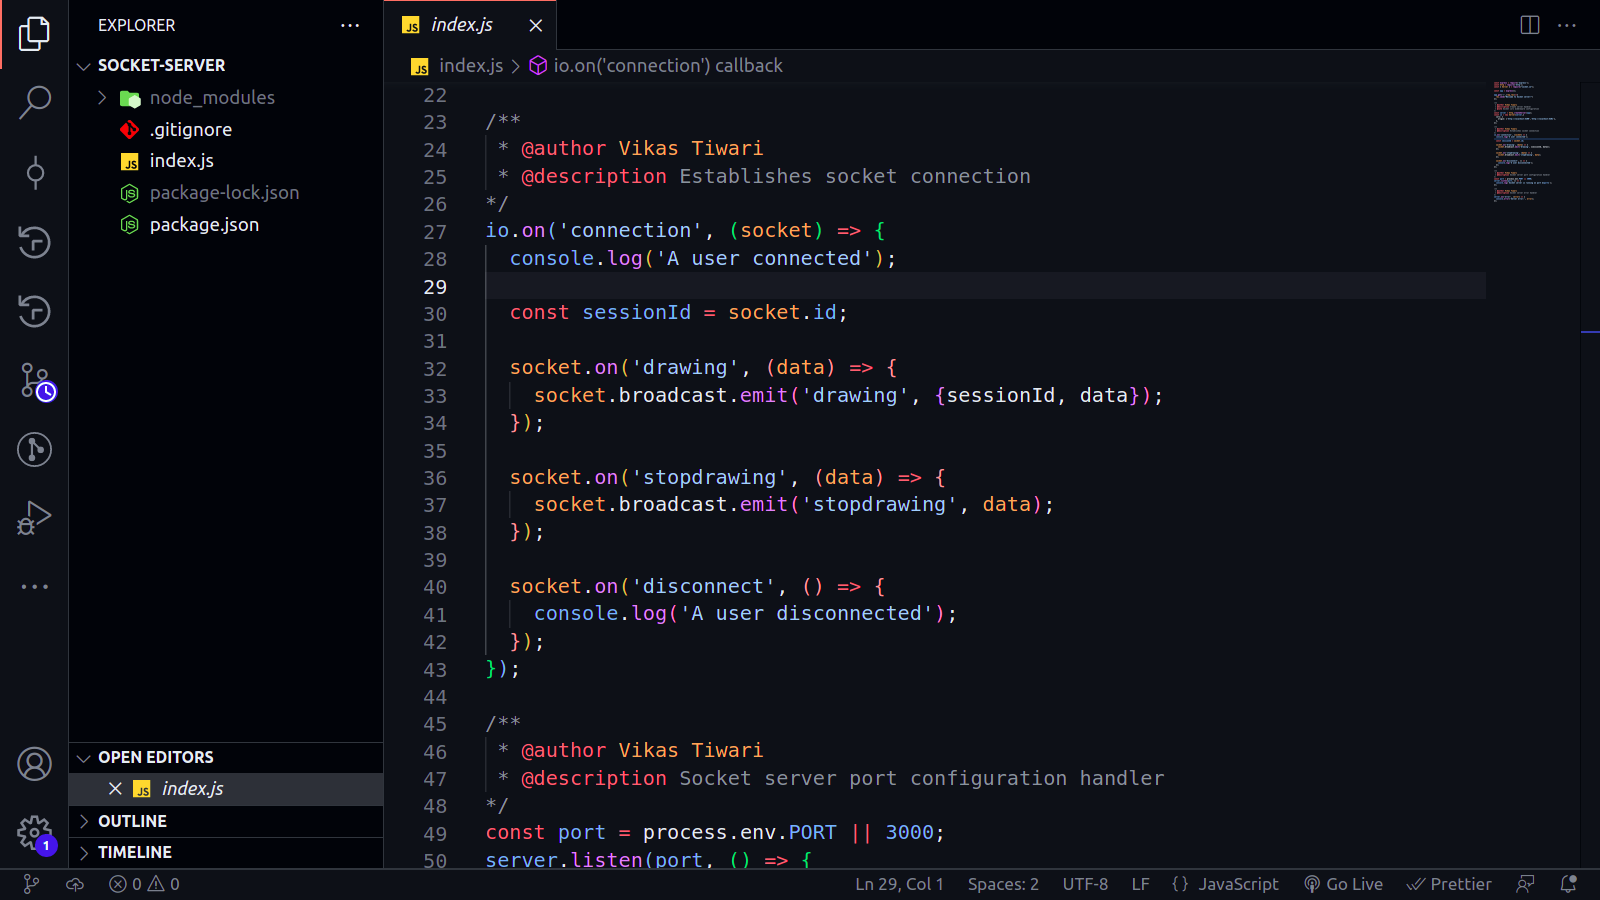 EXPLORER
SOCKET-SERVER
node_modules
.gitignore
JS index.js
package-lock.json
package.json
OPEN EDITORS
JS index.js
OUTLINE
TIMELINE
1
JS index.js
JS index.js > io.on('connection') callback
22
23 /**
24 * @author Vikas Tiwari
25 * @description Establishes socket connection
26 */
27 io.on('connection', (socket) => {
28 console.log('A user connected');
29
30 const sessionId = socket.id;
31
32 socket.on('drawing', (data) => {
33 socket.broadcast.emit('drawing', {sessionId, data});
34 });
35
36 socket.on('stopdrawing', (data) => {
37 socket.broadcast.emit('stopdrawing', data);
38 });
39
40 socket.on('disconnect', () => {
41 console.log('A user disconnected');
42 });
43 });
44
45 /**
46 * @author Vikas Tiwari
47 * @description Socket server port configuration handler
48 */
49 const port = process.env.PORT || 3000;
50 server.listen(port, () => {
0 0 Ln 29, Col 1 Spaces: 2 UTF-8 LF {} JavaScript Go Live Prettier